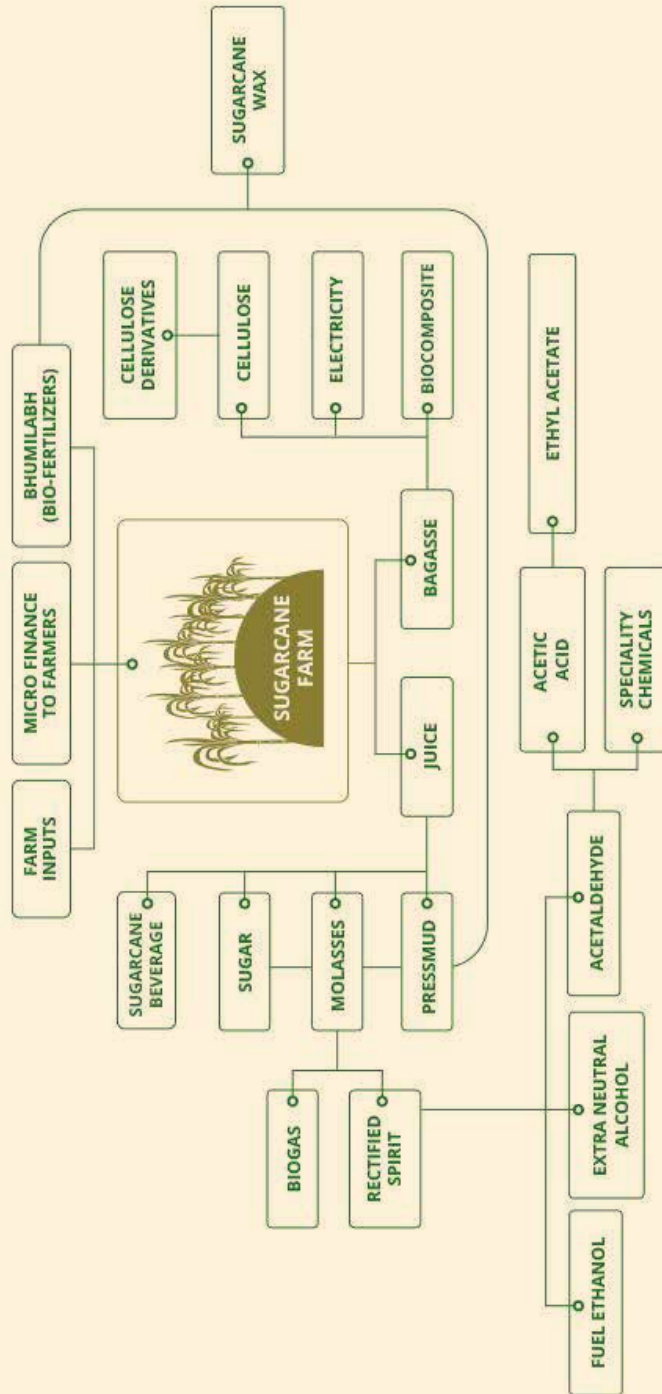 FARM
INPUTS
MICRO FINANCE
TO FARMERS
BHUMILABH
(BIO-FERTILIZERS)
SUGARCANE
BEVERAGE
SUGARCANE
FARM
CELLULOSE
DERIVATIVES
SUGARCANE
WAX
SUGAR
CELLULOSE
BIOGAS
MOLASSES
ELECTRICITY
RECTIFIED
SPIRIT
PRESSMUD
JUICE
BAGASSE
BIOCOMPOSITE
ACETIC
ACID
ETHYL ACETATE
FUEL ETHANOL
EXTRA NEUTRAL
ALCOHOL
ACETALDEHYDE
SPECIALITY
CHEMICALS